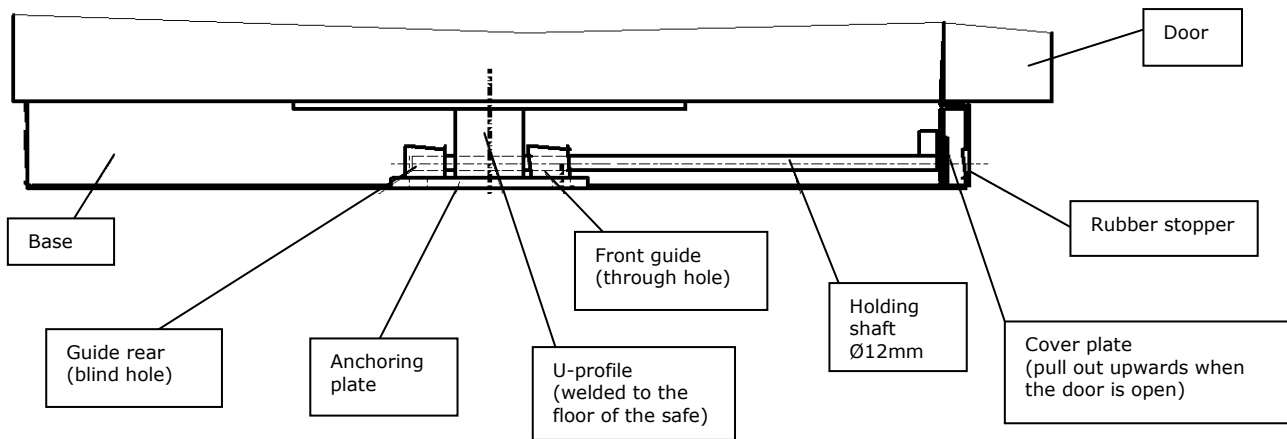 Door
Base
Front guide
(through hole)
Rubber stopper
Guide rear
(blind hole)
Anchoring
plate
U-profile
(welded to the
floor of the safe)
Holding
shaft
Ø12mm
Cover plate
(pull out upwards when
the door is open)